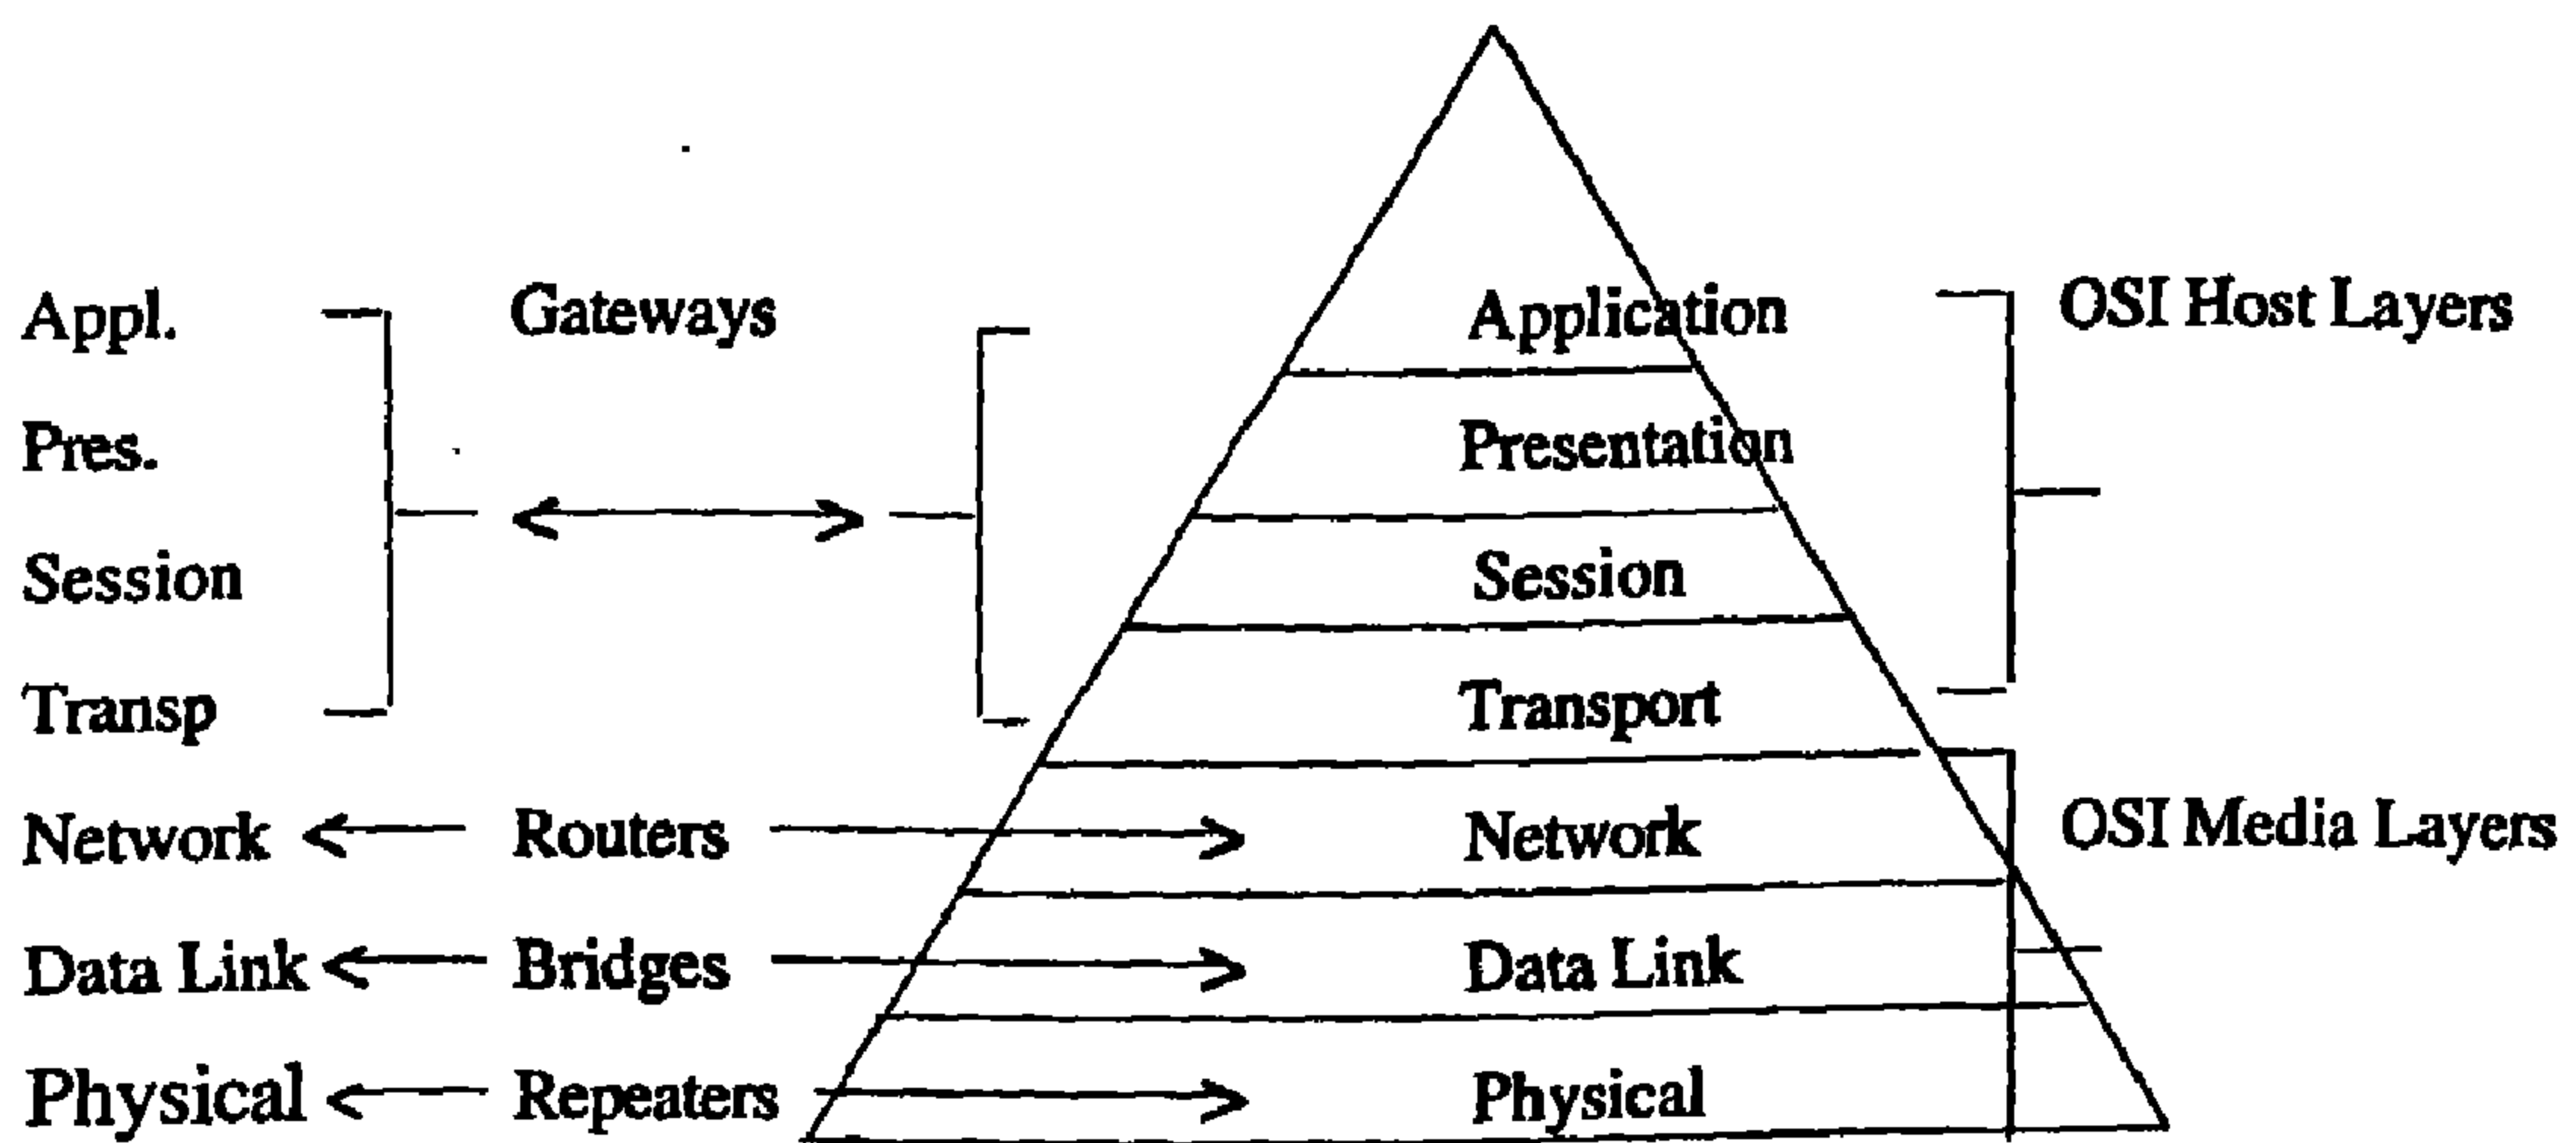 Appl. Gateways Application OSI Host Layers
Pres. Presentation
Session Session
Transp Transport
Network Routers Network OSI Media Layers
Data Link Bridges Data Link
Physical Repeaters Physical